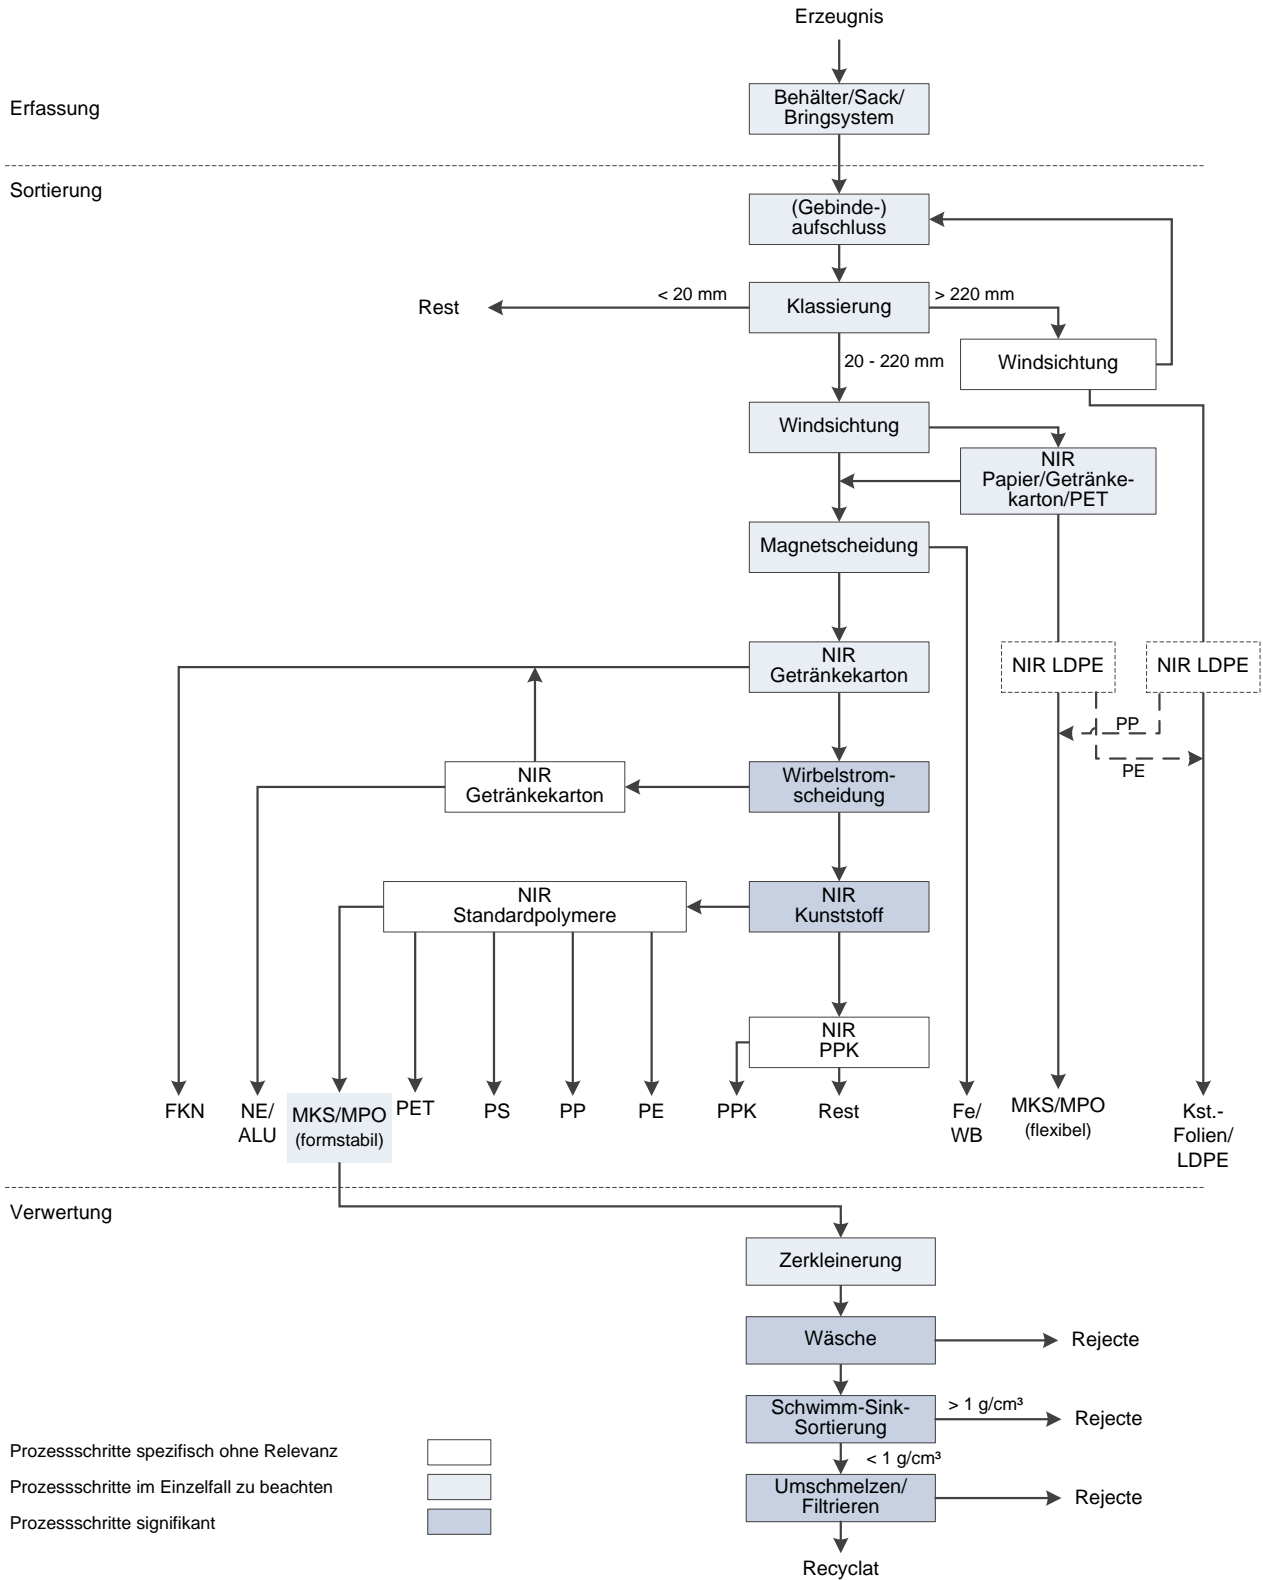 Erzeugnis
Erfassung
Behälter/Sack/
Bringsystem
Sortierung
(Gebinde-)
aufschluss
< 20 mm
> 220 mm
Rest
Klassierung
20 - 220 mm
Windsichtung
Windsichtung
NIR
Papier/Getränke-
karton/PET
Magnetscheidung
NIR
Getränkekarton
NIR LDPE
NIR LDPE
PP
PE
NIR
Getränkekarton
Wirbelstrom-
scheidung
NIR
Standardpolymere
NIR
Kunststoff
NIR
PPK
FKN
NE/
ALU
MKS/MPO
(formstabil)
PET
PS
PP
PE
PPK
Rest
Fe/
WB
MKS/MPO
(flexibel)
Kst.-
Folien/
LDPE
Verwertung
Zerkleinerung
Wäsche
Rejecte
Schwimm-Sink-
Sortierung
> 1 g/cm³
Rejecte
< 1 g/cm³
Umschmelzen/
Filtrieren
Rejecte
Recyclat
Prozessschritte spezifisch ohne Relevanz
Prozessschritte im Einzelfall zu beachten
Prozessschritte signifikant